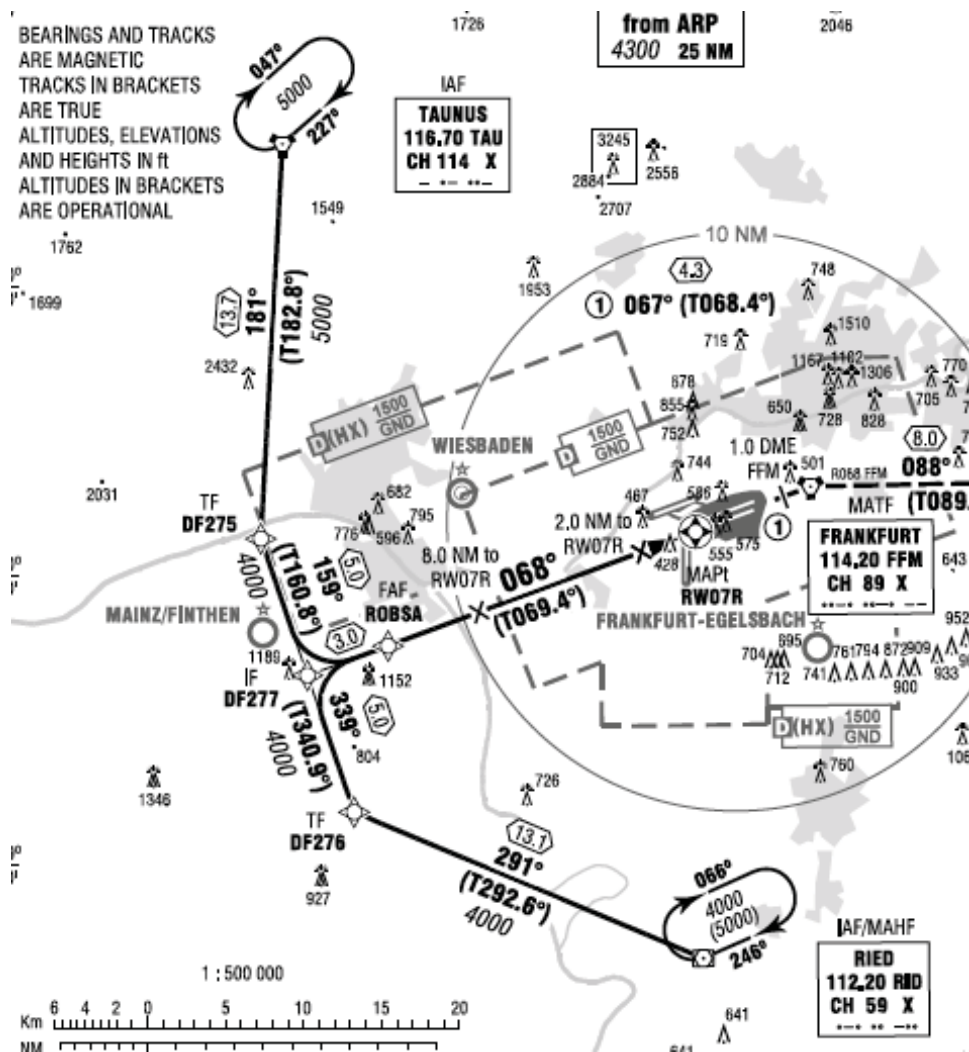 1726
2046
BEARINGS AND TRACKS
ARE MAGNETIC
TRACKS IN BRACKETS
ARE TRUE
ALTITUDES, ELEVATIONS
AND HEIGHTS IN ft
ALTITUDES IN BRACKETS
ARE OPERATIONAL
from ARP
4300 25 NM
047°
5000
227°
IAF
TAUNUS
116.70 TAU
CH 114 X
3245
2884
2556
2707
1549
1762
1699
1953
10 NM
4.3
748
1 067° (T068.4°)
13.7
181°
(T182.8°)
5000
2432
719
1510
1167
1306
770
705
678
855
752
650
728
828
D(HX) 1500
GND
WIESBADEN
D 1500
GND
1.0 DME
FFM
501
R068 FFM
8.0
088°
(T089.
MATF
2031
682
776
596
795
744
586
467
TF
DF275
4000
159°
(T160.8°)
5.0
8.0 NM to
RW07R
2.0 NM to
RW07R
428
555
575
1
FRANKFURT
114.20 FFM
CH 89 X
643
068°
(T069.4°)
MAPt
RW07R
FAF
ROBSA
MAINZ/FINTHEN
3.0
FRANKFURT-EGELSBACH
952
1189
IF
DF277
1152
704
695
712
741
761
794
872
909
900
933
339°
(T340.9°)
4000
5.0
804
D(HX) 1500
GND
106
1346
726
760
TF
DF276
927
13.1
291°
(T292.6°)
4000
066°
4000
(5000)
246°
IAF/MAHF
RIED
112.20 RID
CH 59 X
1 : 500 000
6 4 2 0 5 10 15 20
Km
NM
641
641